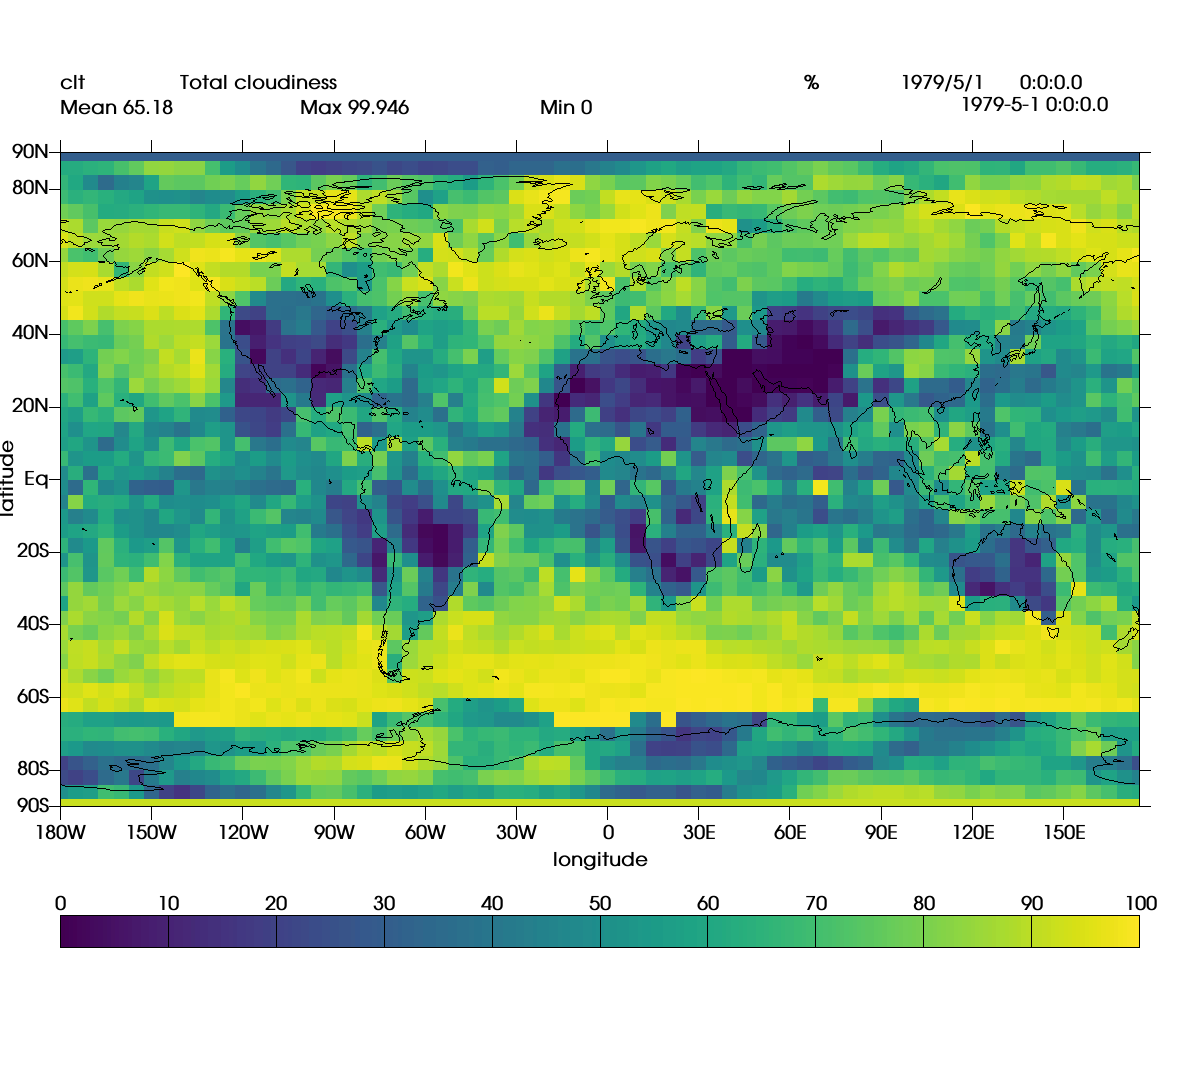 clt Total cloudiness % 1979/5/1 0:0:0.0
Mean 65.18 Max 99.946 Min 0 1979-5-1 0:0:0.0
90N
80N
60N
40N
20N
Eq
20S
40S
60S
80S
90S
latitude
180W 150W 120W 90W 60W 30W 0 30E 60E 90E 120E 150E
longitude
0 10 20 30 40 50 60 70 80 90 100